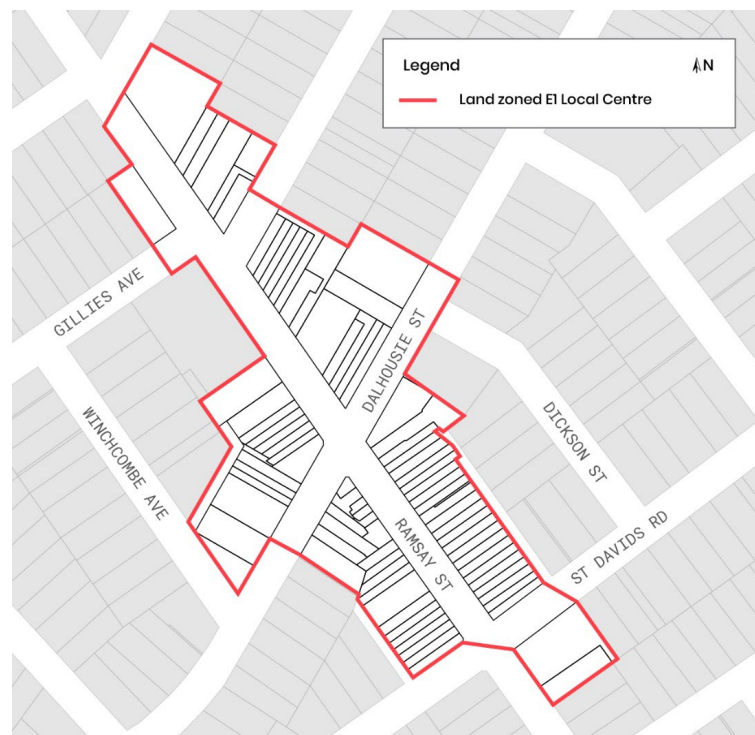 Legend
N
Land zoned E1 Local Centre
GILLIES AVE
DALHOUSIE ST
WINCHCOMBE AVE
DICKSON ST
RAMSAY ST
ST DAVIDS RD